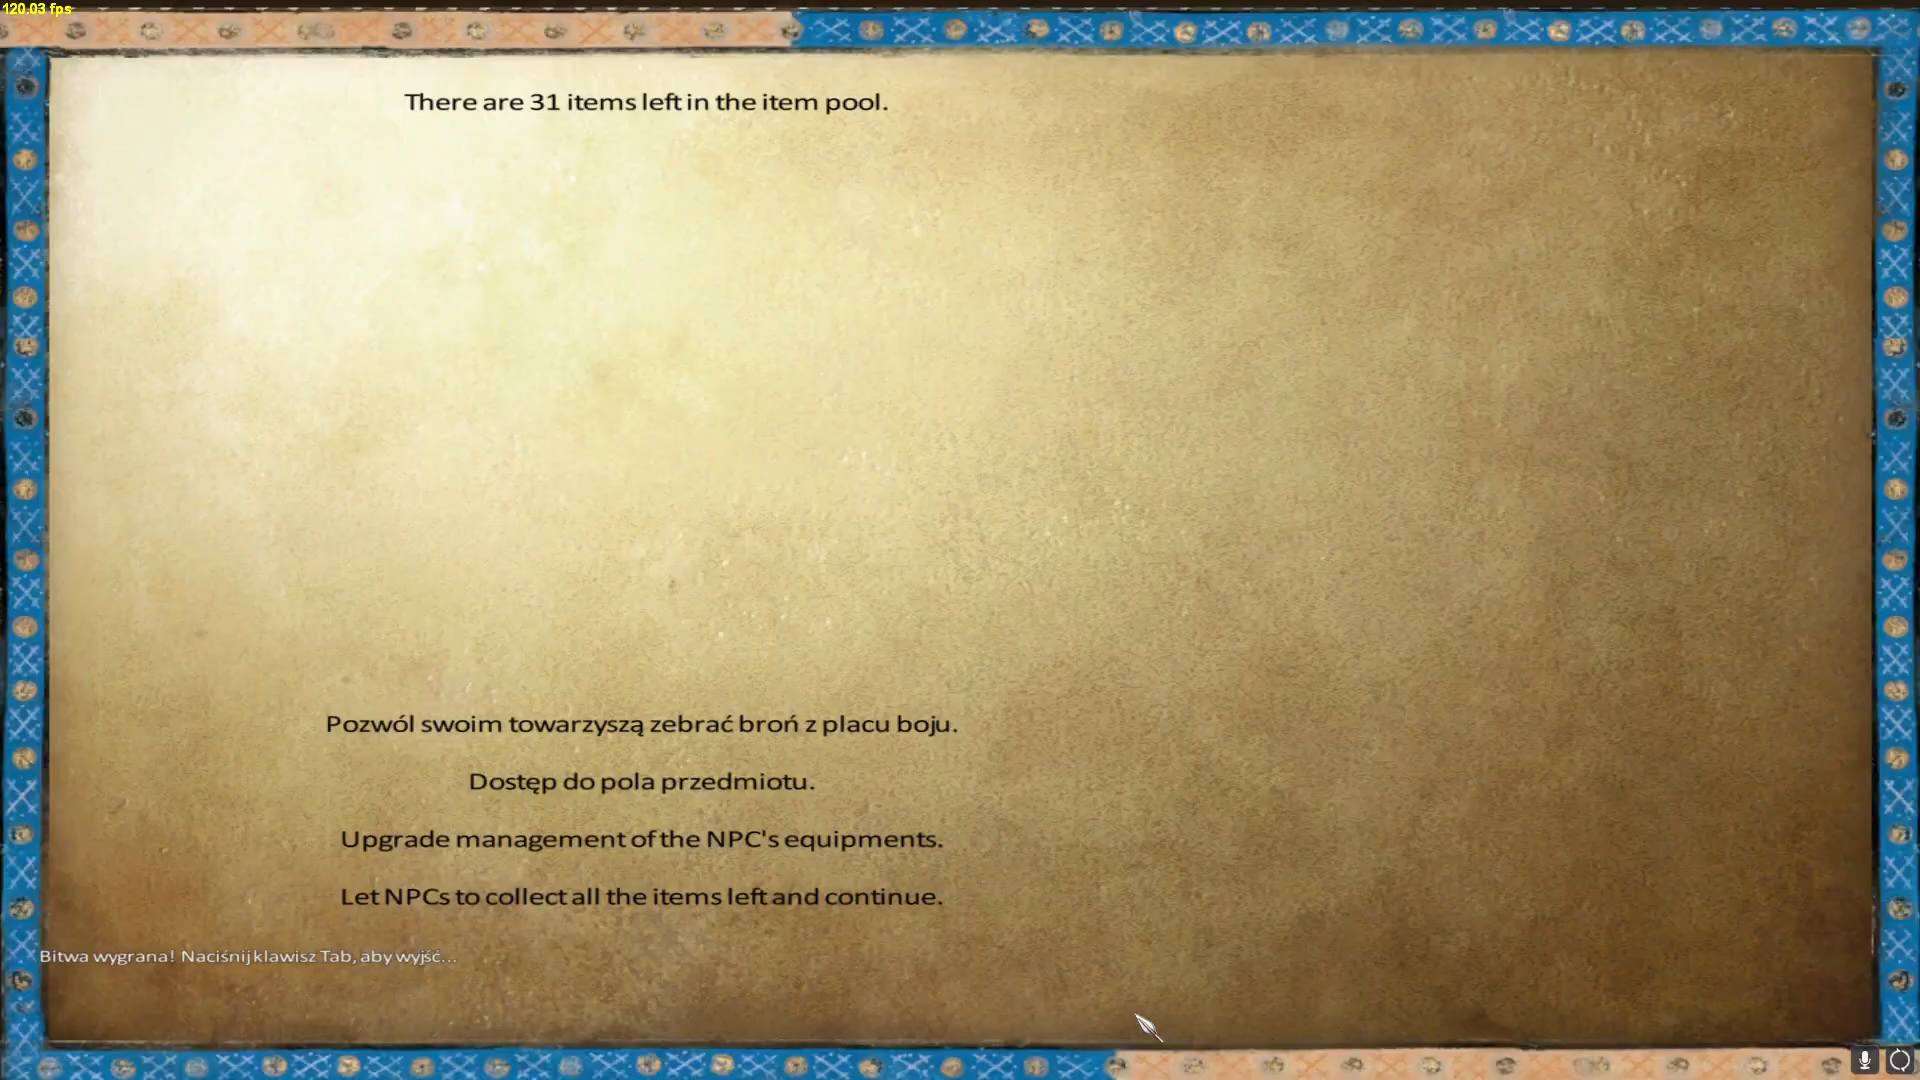 120.03 fps
There are 31 items left in the item pool.
Pozwól swoim towarzyszą zebrać broń z placu boju.
Dostęp do pola przedmiotu.
Upgrade management of the NPC's equipments.
Let NPCs to collect all the items left and continue.
Bitwa wygrana! Naciśnij klawisz Tab, aby wyjść...